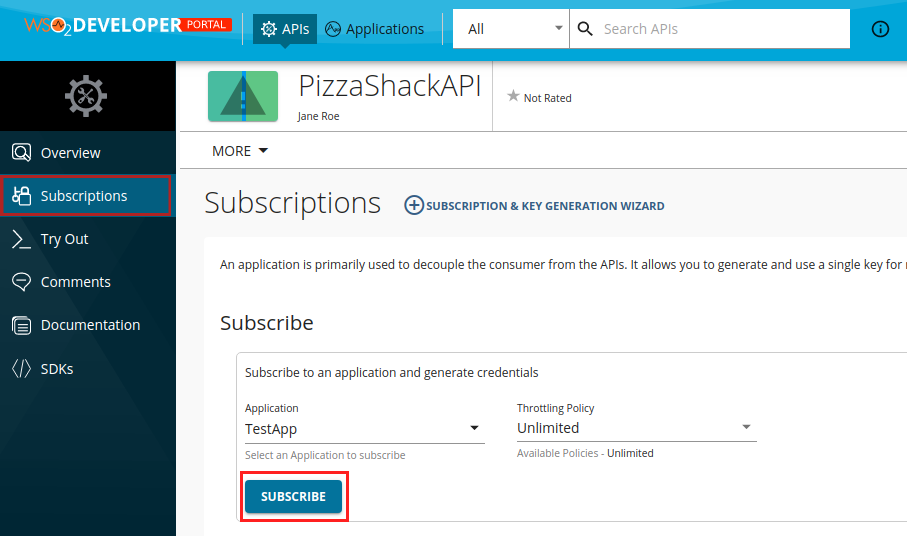 WSO2 DEVELOPER PORTAL
APIs
Applications
All
Search APIs
PizzaShackAPI
Jane Roe
Not Rated
MORE
Overview
Subscriptions
Try Out
Comments
Documentation
SDKs
Subscriptions
SUBSCRIPTION & KEY GENERATION WIZARD
An application is primarily used to decouple the consumer from the APIs. It allows you to generate and use a single key for
Subscribe
Subscribe to an application and generate credentials
Application
Throttling Policy
TestApp
Unlimited
Select an Application to subscribe
Available Policies - Unlimited
SUBSCRIBE